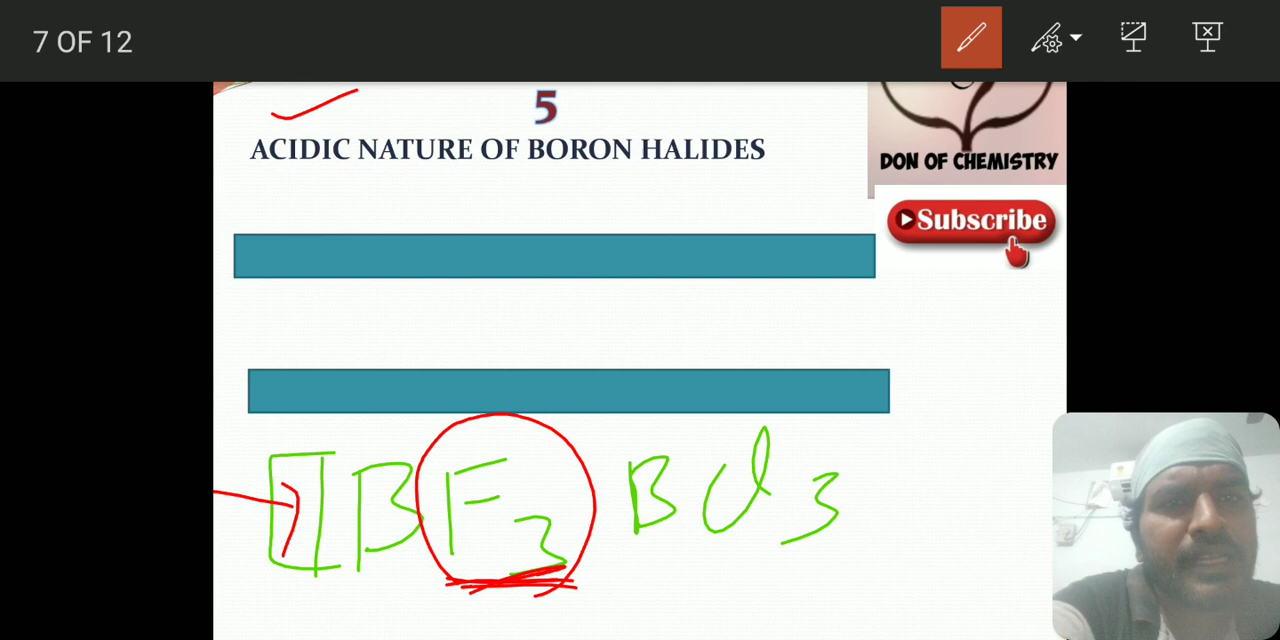 7 OF 12
5
ACIDIC NATURE OF BORON HALIDES
DON OF CHEMISTRY
Subscribe
BF3 BCl3